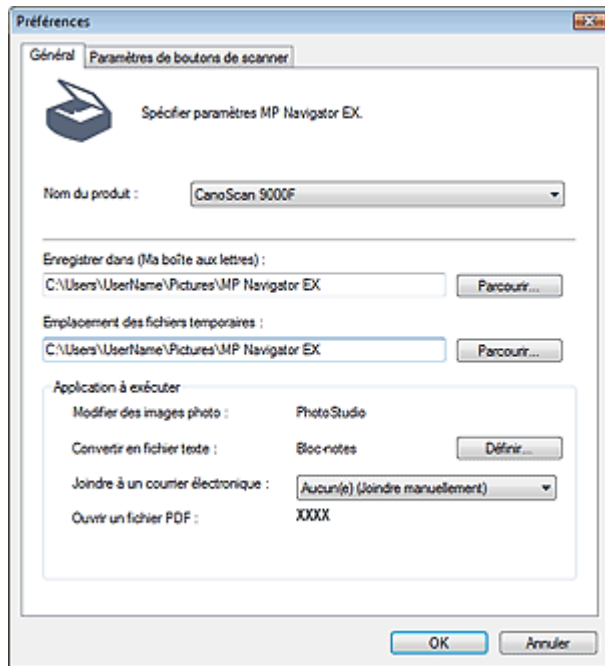 Préférences
Général Paramètres de boutons de scanner
Spécifier paramètres MP Navigator EX.
Nom du produit : CanoScan 9000F
Enregistrer dans (Ma boîte aux lettres) :
C:\Users\UserName\Pictures\MP Navigator EX Parcourir...
Emplacement des fichiers temporaires :
C:\Users\UserName\Pictures\MP Navigator EX Parcourir...
Application à exécuter
Modifier des images photo : PhotoStudio
Convertir en fichier texte : Bloc-notes Définir...
Joindre à un courrier électronique : Aucun(e) (Joindre manuellement)
Ouvrir un fichier PDF : XXXX
OK Annuler